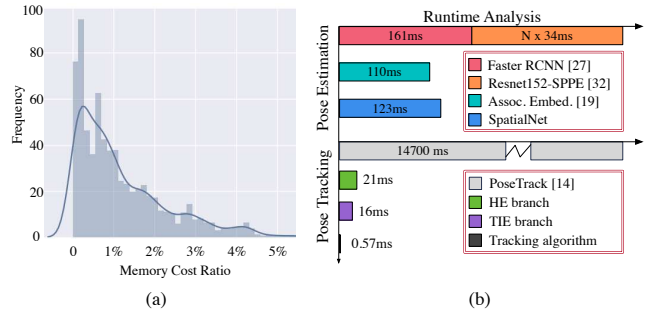 100
80
60
40
20
0
Frequency
0 1% 2% 3% 4% 5%
Memory Cost Ratio
(a)
Runtime Analysis
Pose Estimation
161ms N x 34ms
110ms
123ms
Faster RCNN [27]
Resnet152-SPPE [32]
Assoc. Embed. [19]
SpatialNet
Pose Tracking
14700 ms
21ms
16ms
0.57ms
PoseTrack [14]
HE branch
TIE branch
Tracking algorithm
(b)